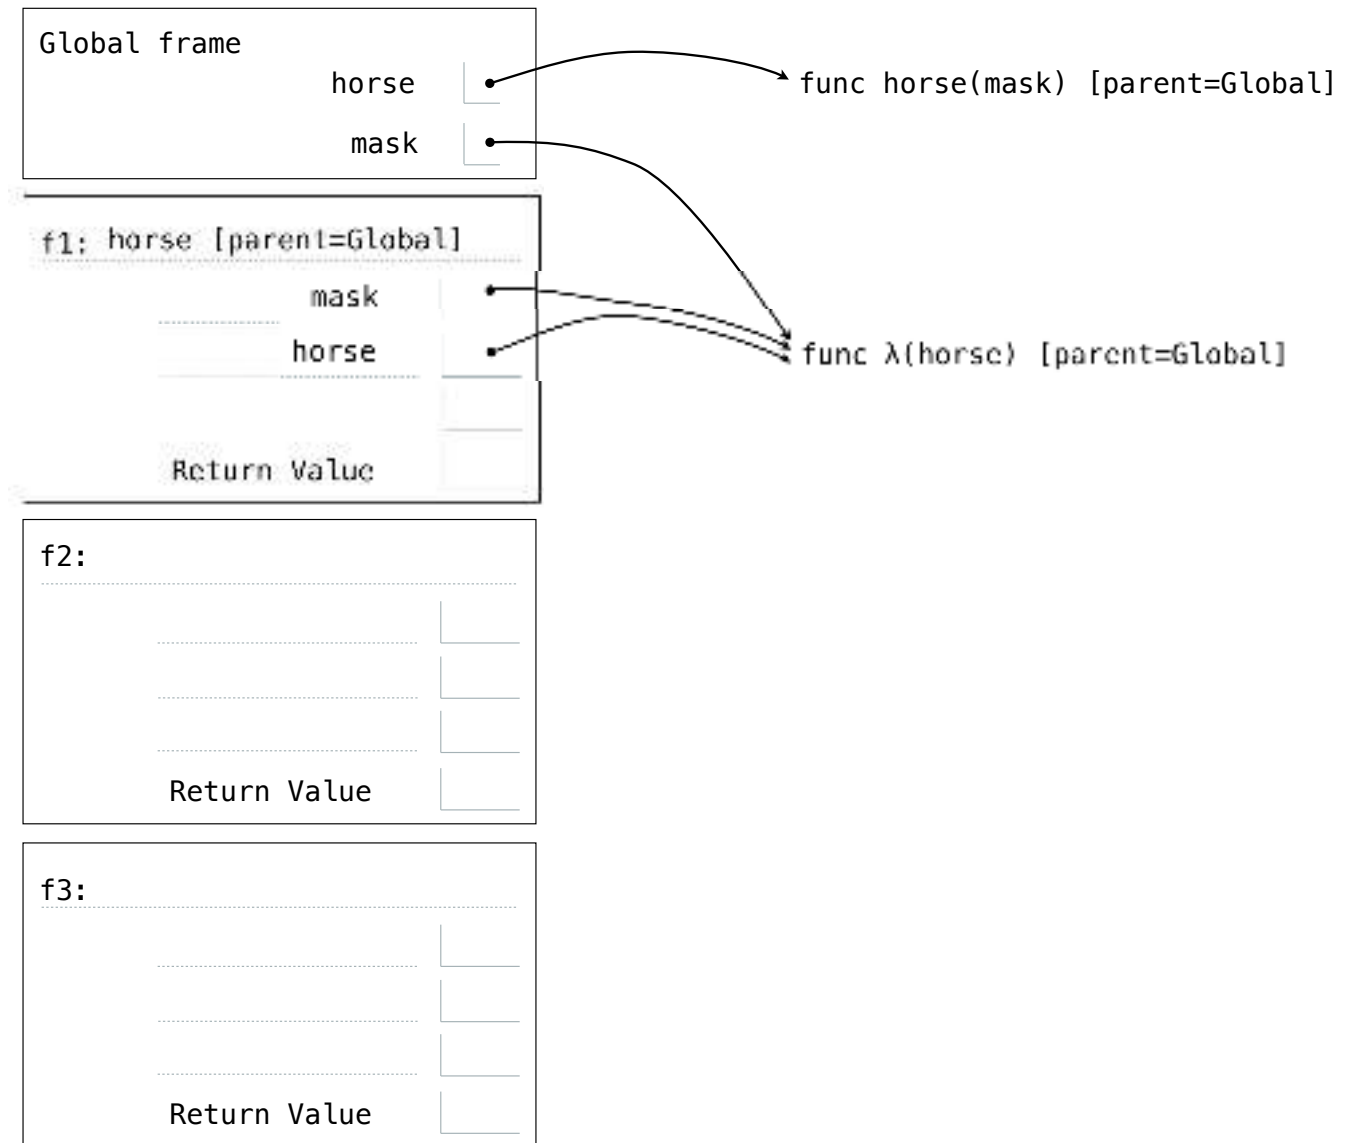 Global frame
horse
func horse(mask) [parent=Global]
mask
f1: horse [parent=Global]
mask
horse
func λ(horse) [parent=Global]
Return Value
f2:
Return Value
f3:
Return Value